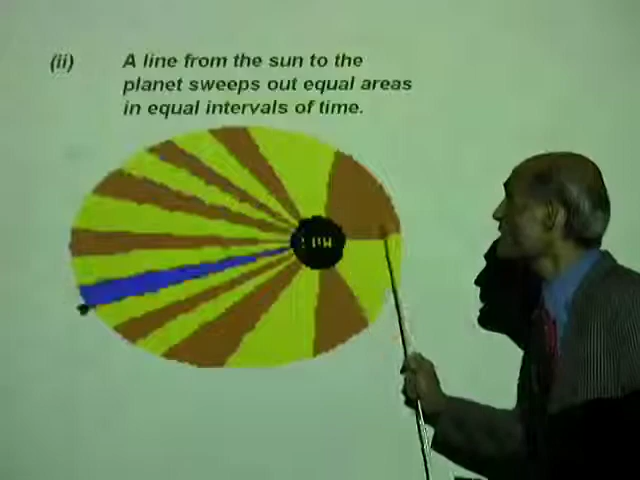 (ii) A line from the sun to the
planet sweeps out equal areas
in equal intervals of time.